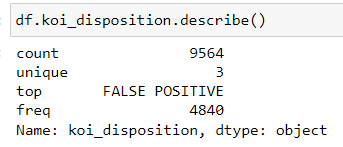 df.koi_disposition.describe()
count 9564
unique 3
top FALSE POSITIVE
freq 4840
Name: koi_disposition, dtype: object